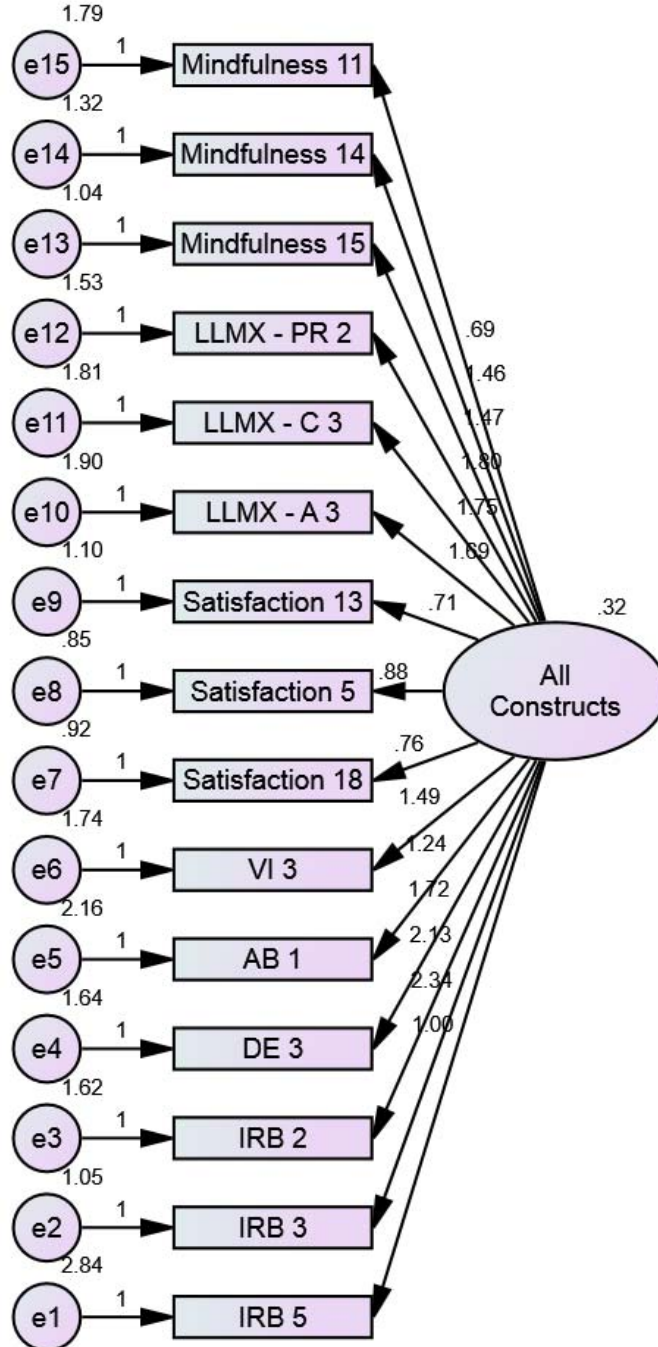 1.79
e15 1 Mindfulness 11
1.32
e14 1 Mindfulness 14
1.04
e13 1 Mindfulness 15
1.53
e12 1 LLMX - PR 2
1.81
e11 1 LLMX - C 3
1.90
e10 1 LLMX - A 3
1.10
e9 1 Satisfaction 13
.85
e8 1 Satisfaction 5
.92
e7 1 Satisfaction 18
1.74
e6 1 VI 3
2.16
e5 1 AB 1
1.64
e4 1 DE 3
1.62
e3 1 IRB 2
1.05
e2 1 IRB 3
2.84
e1 1 IRB 5
.69
1.46
1.47
1.80
1.75
1.69
.71
.88
.76
1.49
1.24
1.72
2.13
2.34
1.00
.32
All
Constructs